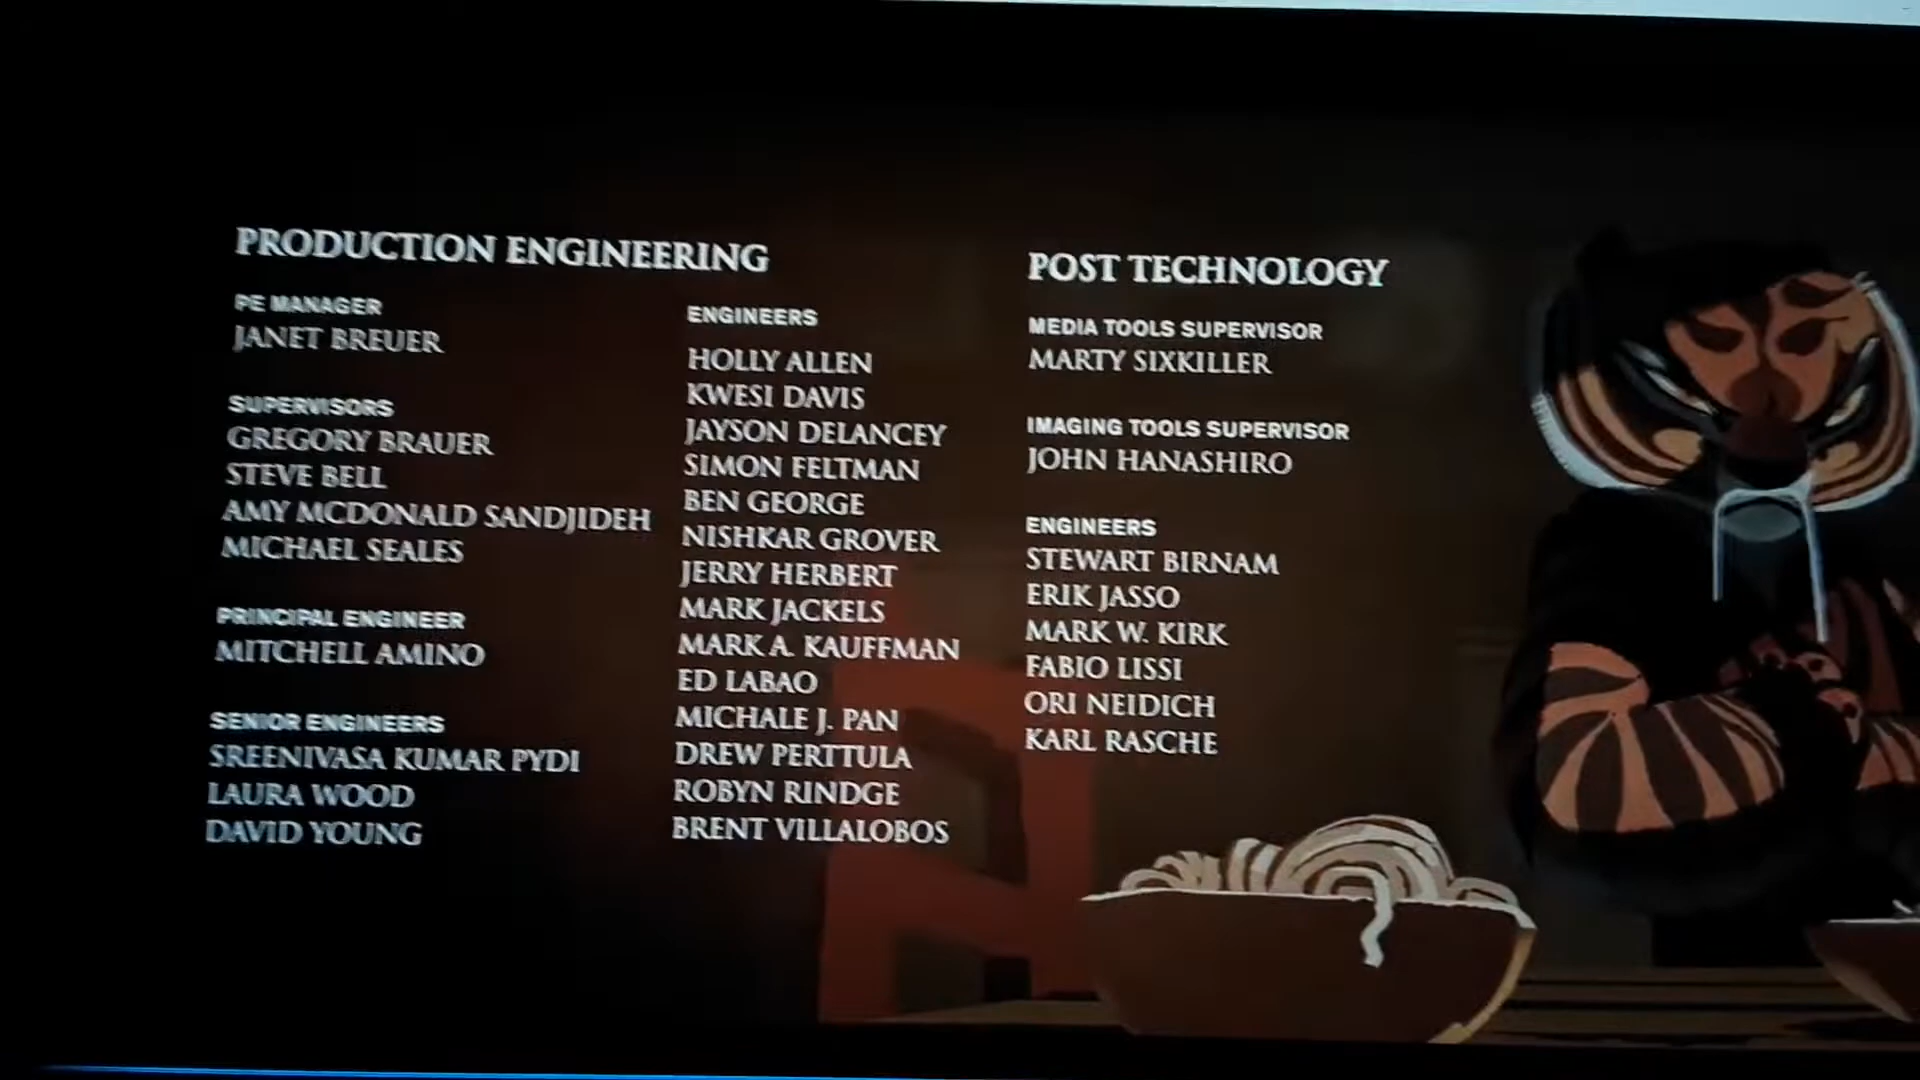 PRODUCTION ENGINEERING
PE MANAGER
JANET BREUER
SUPERVISORS
GREGORY BRAUER
STEVE BELL
AMY MCDONALD SANDJIDEH
MICHAEL SEALES
PRINCIPAL ENGINEER
MITCHELL AMINO
SENIOR ENGINEERS
SREENIVASA KUMAR PYDI
LAURA WOOD
DAVID YOUNG
ENGINEERS
HOLLY ALLEN
KWESI DAVIS
JAYSON DELANCEY
SIMON FELTMAN
BEN GEORGE
NISHKAR GROVER
JERRY HERBERT
MARK JACKELS
MARK A. KAUFFMAN
ED LABAO
MICHALE J. PAN
DREW PERTTULA
ROBYN RINDGE
BRENT VILLALOBOS
POST TECHNOLOGY
MEDIA TOOLS SUPERVISOR
MARTY SIXKILLER
IMAGING TOOLS SUPERVISOR
JOHN HANASHIRO
ENGINEERS
STEWART BIRNAM
ERIK JASSO
MARK W. KIRK
FABIO LISSI
ORI NEIDICH
KARL RASCHE